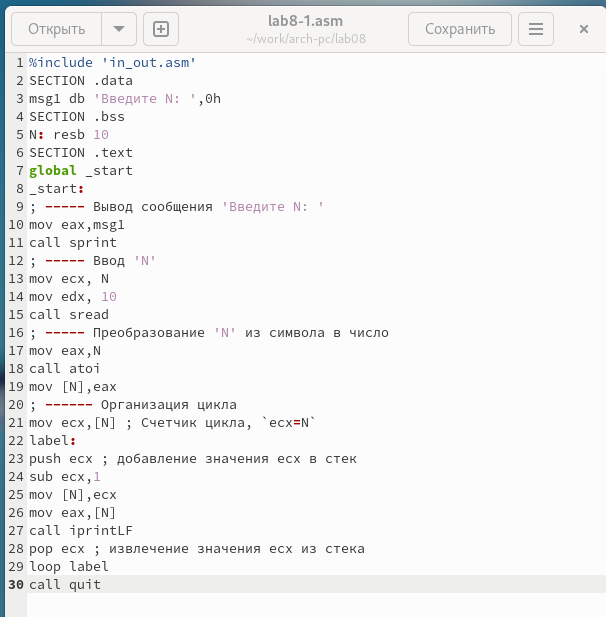 Открыть
lab8-1.asm
~/work/arch-pc/lab08
Сохранить
1 %include 'in_out.asm'
2 SECTION .data
3 msg1 db 'Введите N: ',0h
4 SECTION .bss
5 N: resb 10
6 SECTION .text
7 global _start
8 _start:
9 ; ----- Вывод сообщения 'Введите N: '
10 mov eax,msg1
11 call sprint
12 ; ----- Ввод 'N'
13 mov ecx, N
14 mov edx, 10
15 call sread
16 ; ----- Преобразование 'N' из символа в число
17 mov eax,N
18 call atoi
19 mov [N],eax
20 ; ------ Организация цикла
21 mov ecx,[N] ; Счетчик цикла, `ecx=N`
22 label:
23 push ecx ; добавление значения ecx в стек
24 sub ecx,1
25 mov [N],ecx
26 mov eax,[N]
27 call iprintLF
28 pop ecx ; извлечение значения ecx из стека
29 loop label
30 call quit